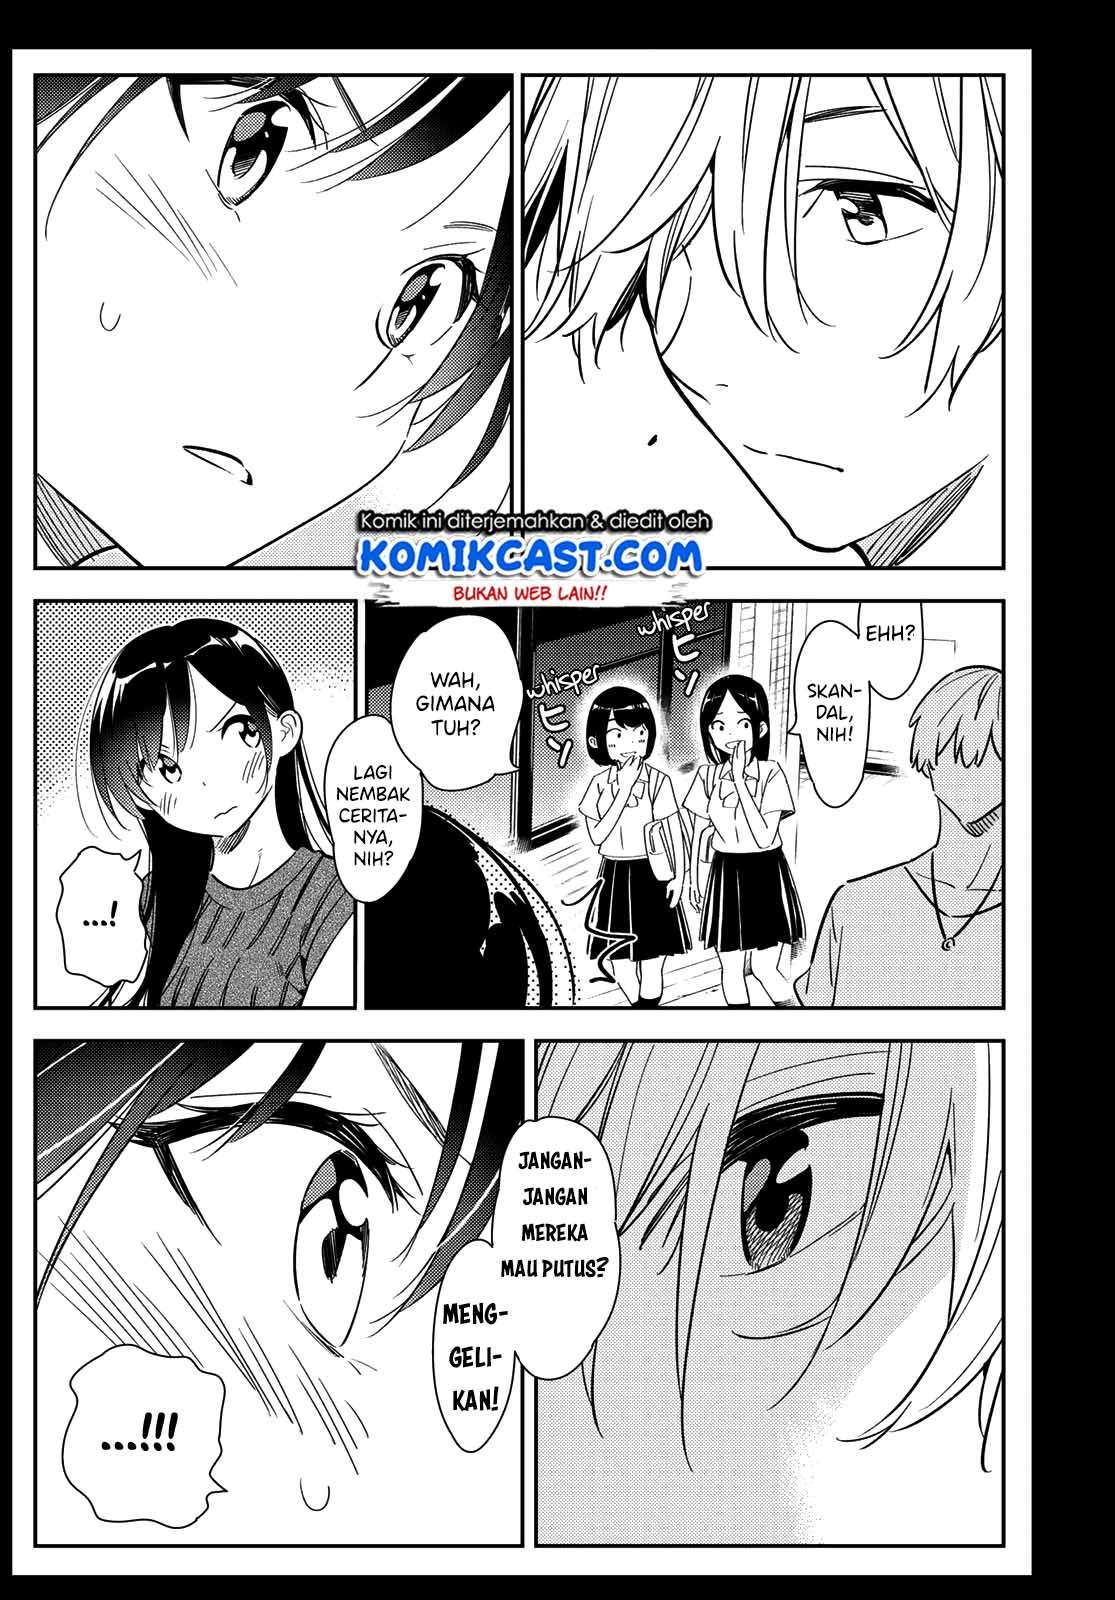 Komik ini diterjemahkan & diedit oleh
KOMIKCAST.COM
BUKAN WEB LAIN!!
EHH?
SKAN-
DAL,
NIH!
whisper
ヒソ
whisper
ヒソ
WAH,
GIMANA
TUH?
LAGI
NEMBAK
CERITA-
NYA,
NIH?
....!
JANGAN-
JANGAN
MEREKA
MAU PUTUS?
MENG-
GELI-
KAN!
....!!!